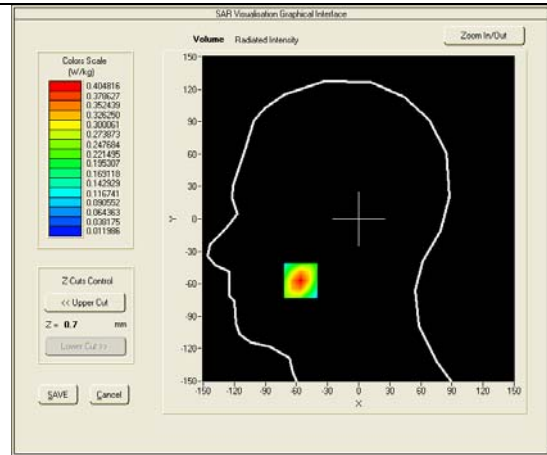 SAR Visualisation Graphical Interface
Volume Radiated Intensity
Zoom In/Out
Colors Scale
(W/kg)
0.404816
0.378627
0.352439
0.326250
0.300061
0.273873
0.247684
0.221495
0.195307
0.169118
0.142929
0.116741
0.090552
0.064363
0.038175
0.011986
Z Cuts Control
<< Upper Cut
Z = 0.7 mm
Lower Cut >>
SAVE Cancel
150
120
90
60
30
0
-30
-60
-90
-120
-150
Y
-150 -120 -90 -60 -30 0 30 60 90 120 150
X